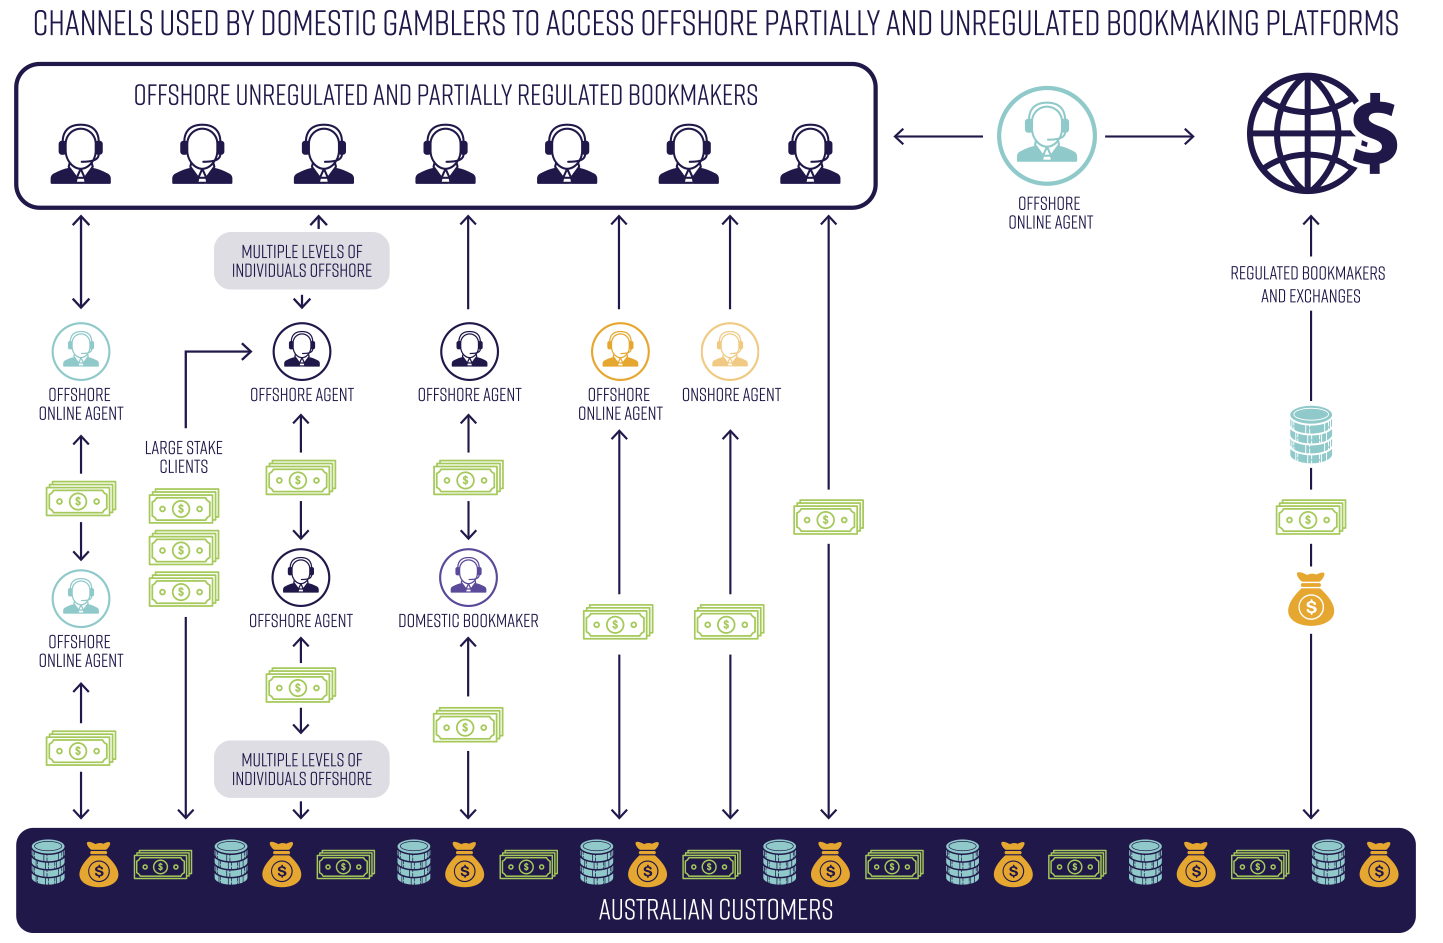 CHANNELS USED BY DOMESTIC GAMBLERS TO ACCESS OFFSHORE PARTIALLY AND UNREGULATED BOOKMAKING PLATFORMS
OFFSHORE UNREGULATED AND PARTIALLY REGULATED BOOKMAKERS
$
OFFSHORE
ONLINE AGENT
MULTIPLE LEVELS OF
INDIVIDUALS OFFSHORE
REGULATED BOOKMAKERS
AND EXCHANGES
OFFSHORE
ONLINE AGENT
OFFSHORE AGENT
OFFSHORE AGENT
OFFSHORE
ONLINE AGENT
ONSHORE AGENT
LARGE STAKE
CLIENTS
$
$
$
$
$
$
$
$
$
$
OFFSHORE
ONLINE AGENT
OFFSHORE AGENT
DOMESTIC BOOKMAKER
$
$
$
$
$
MULTIPLE LEVELS OF
INDIVIDUALS OFFSHORE
$ $ $ $ $ $ $ $ $ $ $ $ $ $ $
AUSTRALIAN CUSTOMERS